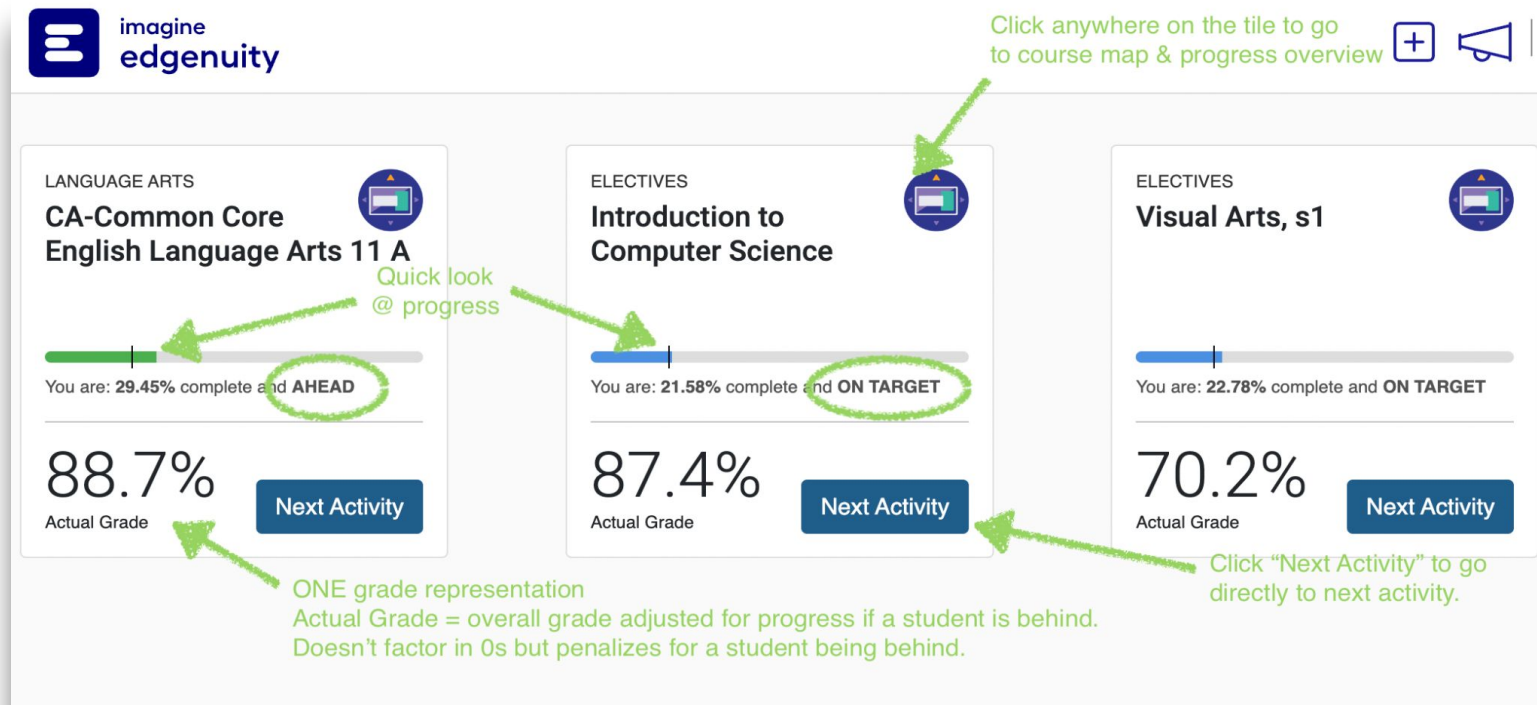 imagine
edgenuity
Click anywhere on the tile to go
to course map & progress overview
LANGUAGE ARTS
CA-Common Core
English Language Arts 11 A
You are: 29.45% complete and AHEAD
88.7%
Actual Grade
Next Activity
Quick look
@ progress
ELECTIVES
Introduction to
Computer Science
You are: 21.58% complete and ON TARGET
87.4%
Actual Grade
Next Activity
ELECTIVES
Visual Arts, s1
You are: 22.78% complete and ON TARGET
70.2%
Actual Grade
Next Activity
ONE grade representation
Actual Grade = overall grade adjusted for progress if a student is behind.
Doesn’t factor in 0s but penalizes for a student being behind.
Click “Next Activity” to go
directly to next activity.